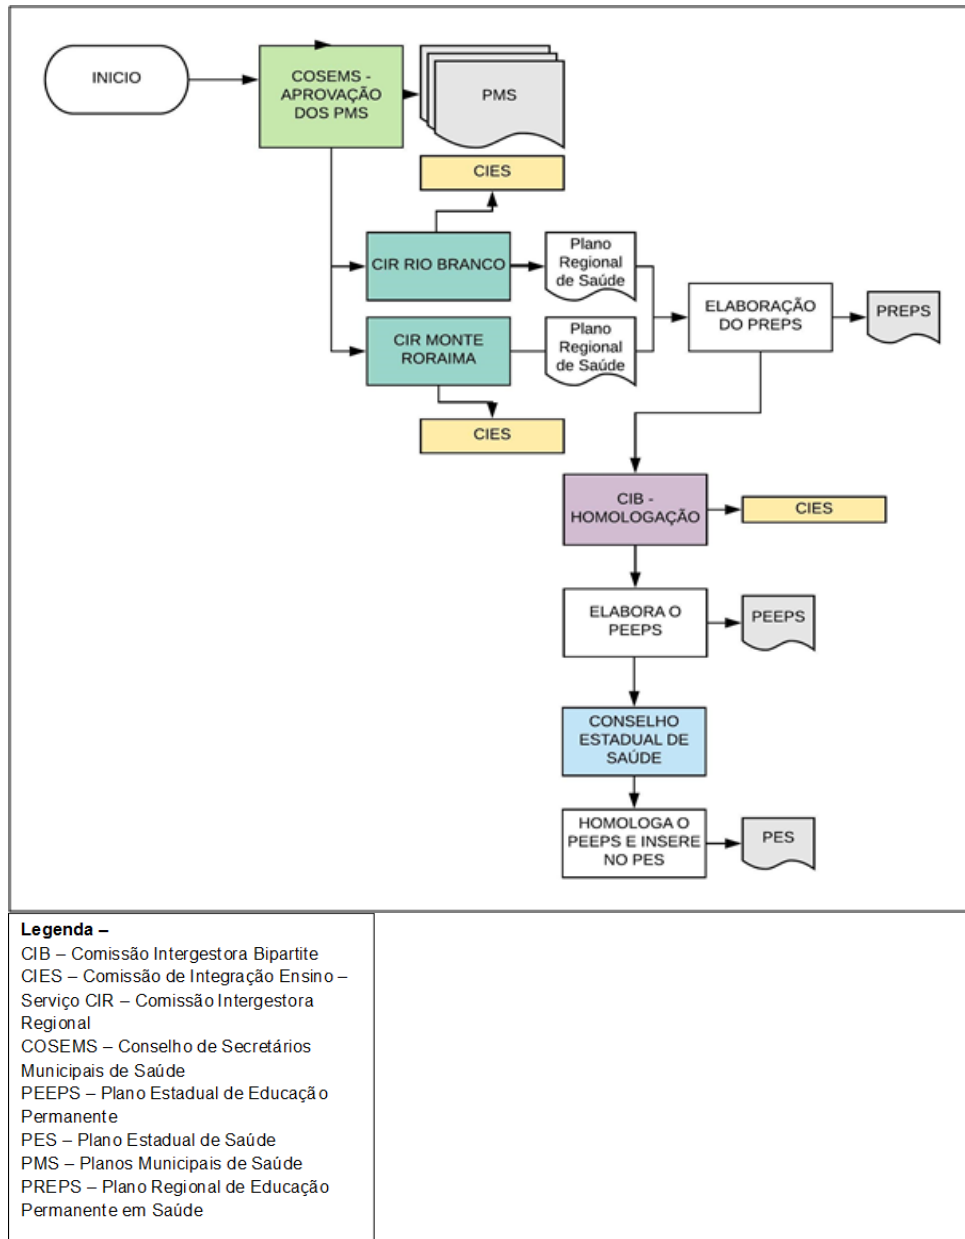 INICIO
COSEMS -
APROVAÇÃO
DOS PMS
PMS
CIES
CIR RIO BRANCO
Plano
Regional
de Saúde
CIR MONTE
RORAIMA
Plano
Regional
de Saúde
ELABORAÇÃO
DO PREPS
PREPS
CIES
CIB -
HOMOLOGAÇÃO
CIES
ELABORA O
PEEPS
PEEPS
CONSELHO
ESTADUAL DE
SAÚDE
HOMOLOGA O
PEEPS E INSERE
NO PES
PES
Legenda –
CIB – Comissão Intergestora Bipartite
CIES – Comissão de Integração Ensino –
Serviço CIR – Comissão Intergestora
Regional
COSEMS – Conselho de Secretários
Municipais de Saúde
PEEPS – Plano Estadual de Educação
Permanente
PES – Plano Estadual de Saúde
PMS – Planos Municipais de Saúde
PREPS – Plano Regional de Educação
Permanente em Saúde